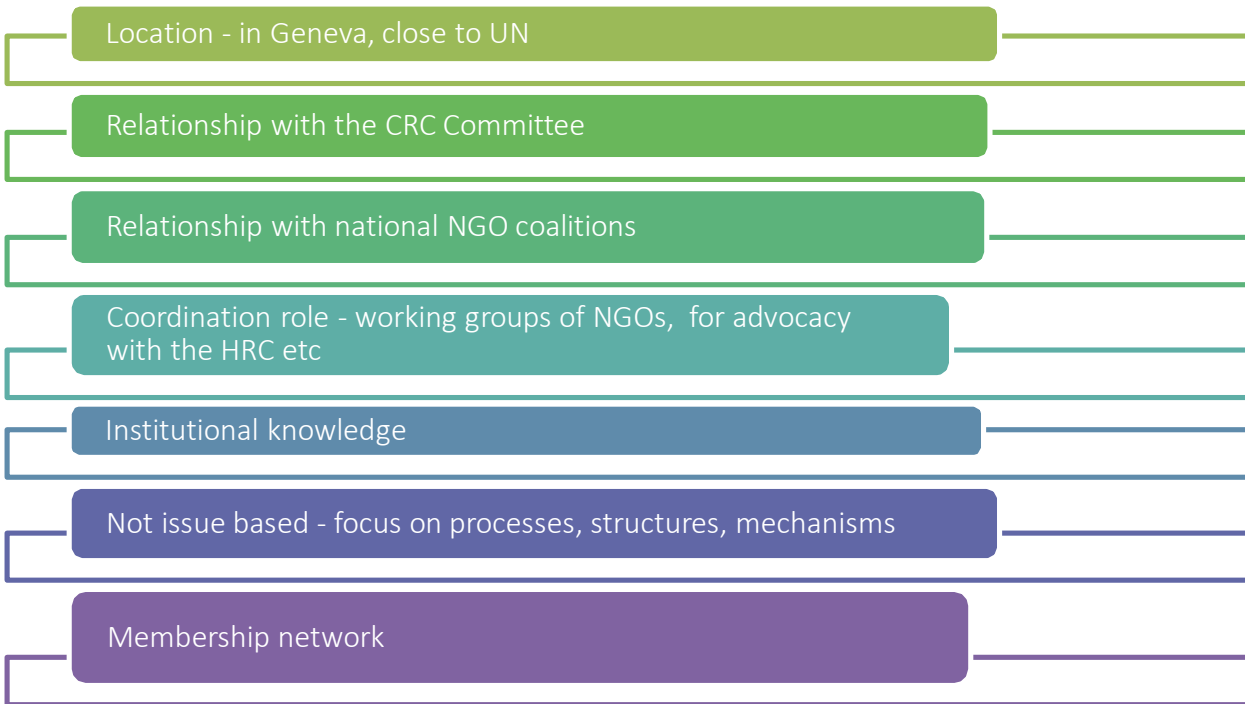 Location - in Geneva, close to UN
Relationship with the CRC Committee
Relationship with national NGO coalitions
Coordination role - working groups of NGOs,  for advocacy
with the HRC etc
Institutional knowledge
Not issue based - focus on processes, structures, mechanisms
Membership network